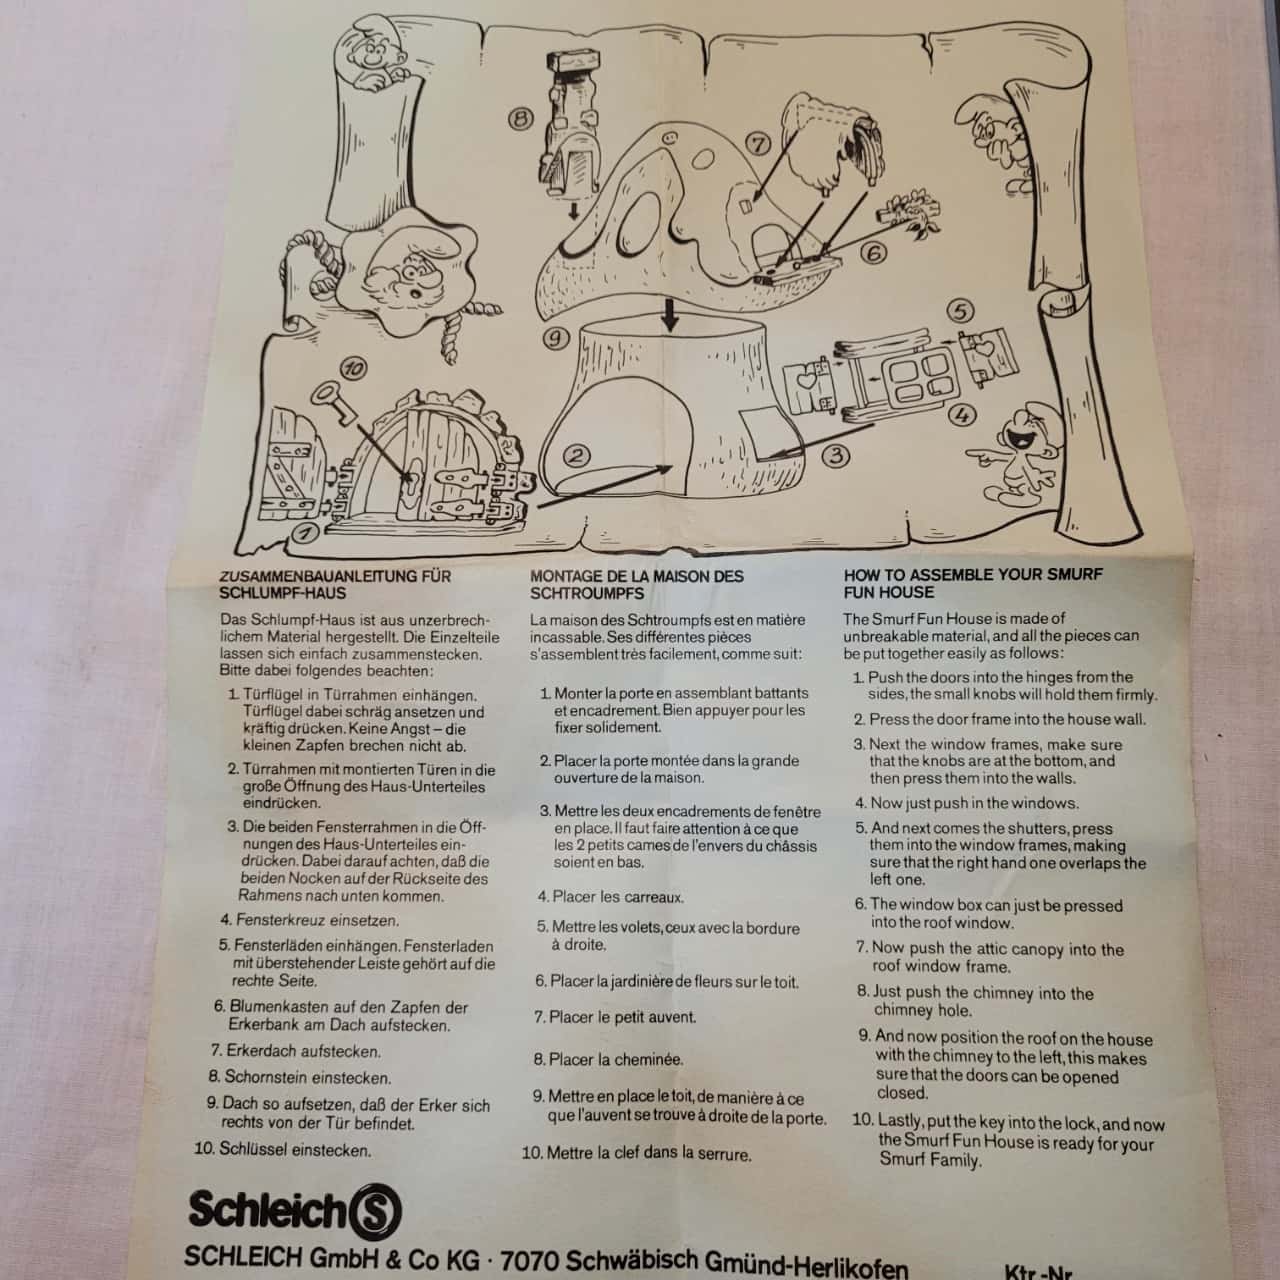 8
7
6
9
5
10
4
2
3
1
ZUSAMMENBAUANLEITUNG FÜR
SCHLUMPF-HAUS
Das Schlumpf-Haus ist aus unzerbrech-
lichem Material hergestellt. Die Einzelteile
lassen sich einfach zusammenstecken.
Bitte dabei folgendes beachten:
1. Türflügel in Türrahmen einhängen.
Türflügel dabei schräg ansetzen und
kräftig drücken. Keine Angst – die
kleinen Zapfen brechen nicht ab.
2. Türrahmen mit montierten Türen in die
große Öffnung des Haus-Unterteiles
eindrücken.
3. Die beiden Fensterrahmen in die Öff-
nungen des Haus-Unterteiles ein-
drücken. Dabei darauf achten, daß die
beiden Nocken auf der Rückseite des
Rahmens nach unten kommen.
4. Fensterkreuz einsetzen.
5. Fensterläden einhängen. Fensterladen
mit überstehender Leiste gehört auf die
rechte Seite.
6. Blumenkasten auf den Zapfen der
Erkerbank am Dach aufstecken.
7. Erkerdach aufstecken.
8. Schornstein einstecken.
9. Dach so aufsetzen, daß der Erker sich
rechts von der Tür befindet.
10. Schlüssel einstecken.
MONTAGE DE LA MAISON DES
SCHTROUMPFS
La maison des Schtroumpfs est en matière
incassable. Ses différentes pièces
s'assemblent très facilement, comme suit:
1. Monter la porte en assemblant battants
et encadrement. Bien appuyer pour les
fixer solidement.
2. Placer la porte montée dans la grande
ouverture de la maison.
3. Mettre les deux encadrements de fenêtre
en place. Il faut faire attention à ce que
les 2 petits cames de l'envers du châssis
soient en bas.
4. Placer les carreaux.
5. Mettre les volets, ceux avec la bordure
à droite.
6. Placer la jardinière de fleurs sur le toit.
7. Placer le petit auvent.
8. Placer la cheminée.
9. Mettre en place le toit, de manière à ce
que l'auvent se trouve à droite de la porte.
10. Mettre la clef dans la serrure.
HOW TO ASSEMBLE YOUR SMURF
FUN HOUSE
The Smurf Fun House is made of
unbreakable material, and all the pieces can
be put together easily as follows:
1. Push the doors into the hinges from the
sides, the small knobs will hold them firmly.
2. Press the door frame into the house wall.
3. Next the window frames, make sure
that the knobs are at the bottom, and
then press them into the walls.
4. Now just push in the windows.
5. And next comes the shutters, press
them into the window frames, making
sure that the right hand one overlaps the
left one.
6. The window box can just be pressed
into the roof window.
7. Now push the attic canopy into the
roof window frame.
8. Just push the chimney into the
chimney hole.
9. And now position the roof on the house
with the chimney to the left, this makes
sure that the doors can be opened
closed.
10. Lastly, put the key into the lock, and now
the Smurf Fun House is ready for your
Smurf Family.
Schleich S
SCHLEICH GmbH & Co KG · 7070 Schwäbisch Gmünd-Herlikofen
Ktr.-Nr